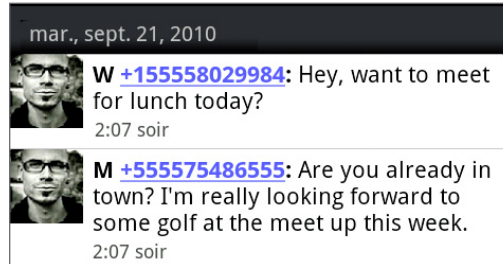 mar., sept. 21, 2010
W +155558029984: Hey, want to meet
for lunch today?
2:07 soir
M +555575486555: Are you already in
town? I'm really looking forward to
some golf at the meet up this week.
2:07 soir